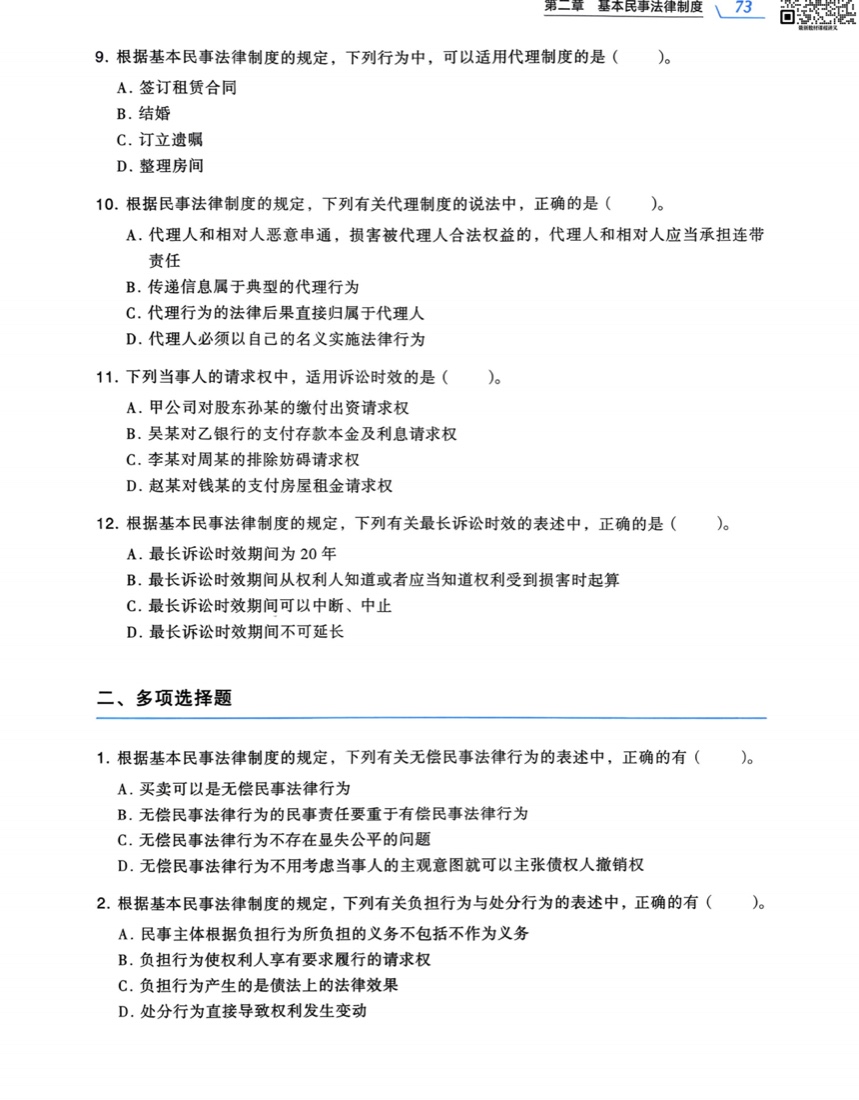 第二章 基本民事法律制度 73
9. 根据基本民事法律制度的规定，下列行为中，可以适用代理制度的是（ ）。
A. 签订租赁合同
B. 结婚
C. 订立遗嘱
D. 整理房间
10. 根据民事法律制度的规定，下列有关代理制度的说法中，正确的是（ ）。
A. 代理人和相对人恶意串通，损害被代理人合法权益的，代理人和相对人应当承担连带
责任
B. 传递信息属于典型的代理行为
C. 代理行为的法律后果直接归属于代理人
D. 代理人必须以自己的名义实施法律行为
11. 下列当事人的请求权中，适用诉讼时效的是（ ）。
A. 甲公司对股东孙某的缴付出资请求权
B. 吴某对乙银行的支付存款本金及利息请求权
C. 李某对周某的排除妨碍请求权
D. 赵某对钱某的支付房屋租金请求权
12. 根据基本民事法律制度的规定，下列有关最长诉讼时效的表述中，正确的是（ ）。
A. 最长诉讼时效期间为 20 年
B. 最长诉讼时效期间从权利人知道或者应当知道权利受到损害时起算
C. 最长诉讼时效期间可以中断、中止
D. 最长诉讼时效期间不可延长
二、多项选择题
1. 根据基本民事法律制度的规定，下列有关无偿民事法律行为的表述中，正确的有（ ）。
A. 买卖可以是无偿民事法律行为
B. 无偿民事法律行为的民事责任要重于有偿民事法律行为
C. 无偿民事法律行为不存在显失公平的问题
D. 无偿民事法律行为不用考虑当事人的主观意图就可以主张债权人撤销权
2. 根据基本民事法律制度的规定，下列有关负担行为与处分行为的表述中，正确的有（ ）。
A. 民事主体根据负担行为所负担的义务不包括不作为义务
B. 负担行为使权利人享有要求履行的请求权
C. 负担行为产生的是债法上的法律效果
D. 处分行为直接导致权利发生变动